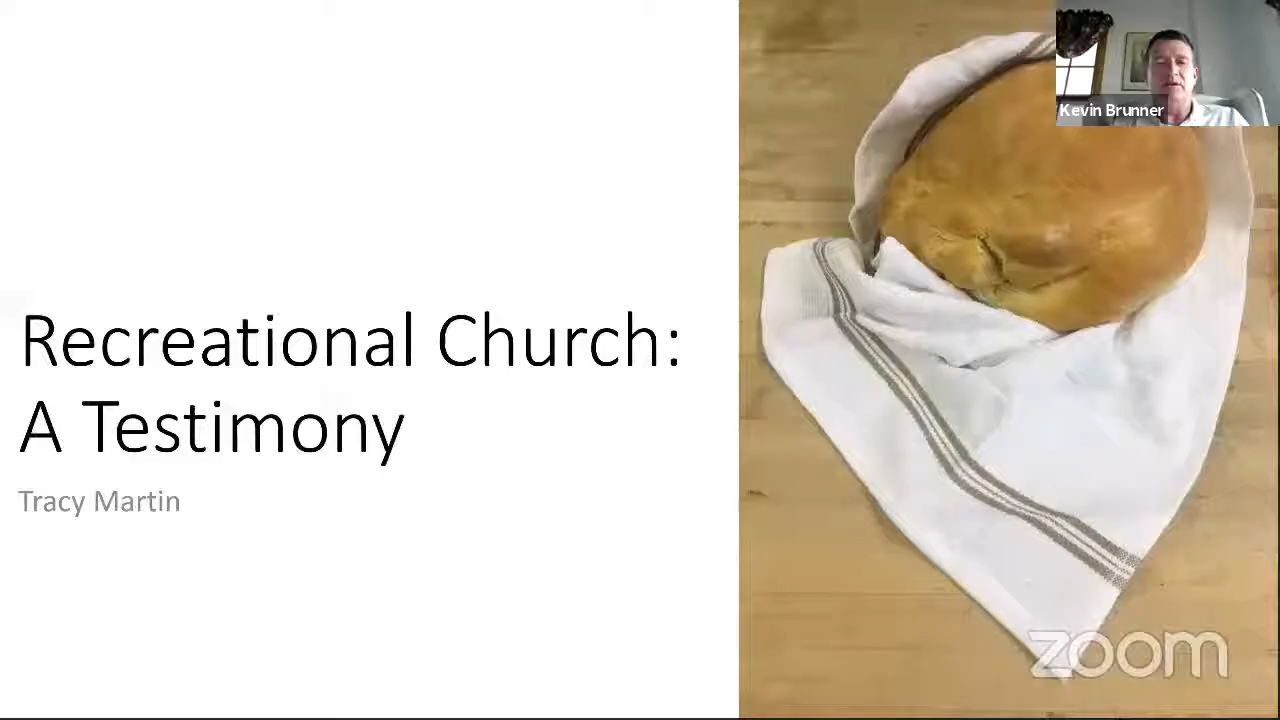 Kevin Brunner
Recreational Church:
A Testimony
Tracy Martin
zoom